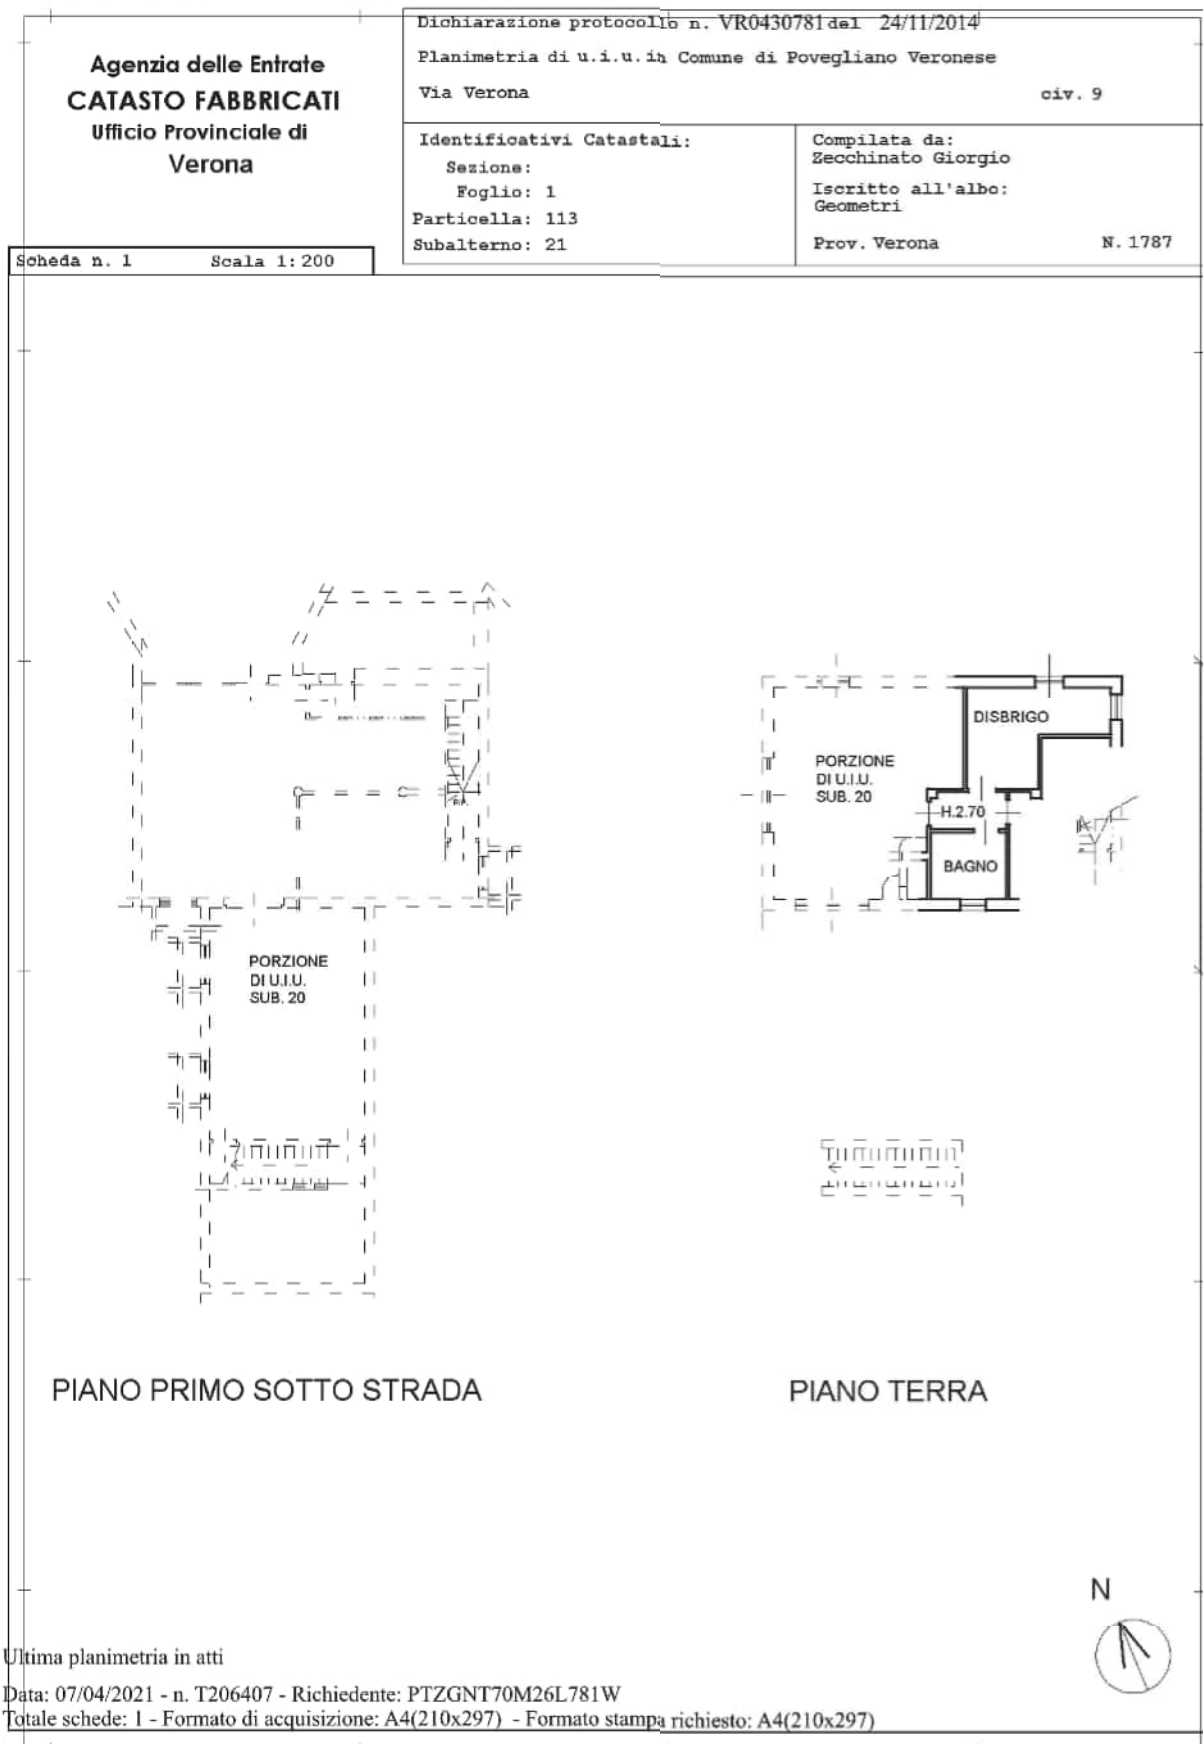 Agenzia delle Entrate
CATASTO FABBRICATI
Ufficio Provinciale di
Verona
Dichiarazione protocollo n. VR0430781 del 24/11/2014
Planimetria di u.i.u. in Comune di Povegliano Veronese
Via Verona civ. 9
Identificativi Catastali:
Sezione:
Foglio: 1
Particella: 113
Subalterno: 21
Compilata da:
Zecchinato Giorgio
Iscritto all'albo:
Geometri
Prov. Verona N. 1787
Scheda n. 1 Scala 1:200
PORZIONE
DI U.I.U.
SUB. 20
DISBRIGO
PORZIONE
DI U.I.U.
SUB. 20
H.2.70
BAGNO
PIANO PRIMO SOTTO STRADA
PIANO TERRA
N
Ultima planimetria in atti
Data: 07/04/2021 - n. T206407 - Richiedente: PTZGNT70M26L781W
Totale schede: 1 - Formato di acquisizione: A4(210x297) - Formato stampa richiesto: A4(210x297)